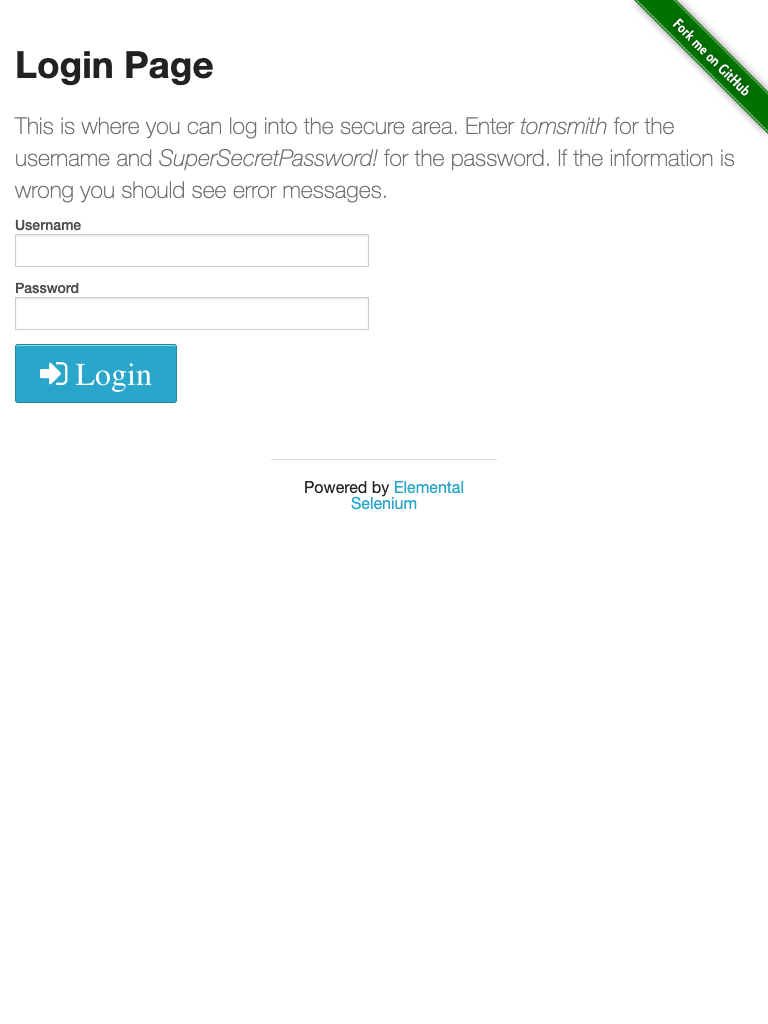 Fork me on GitHub
Login Page
This is where you can log into the secure area. Enter tomsmith for the
username and SuperSecretPassword! for the password. If the information is
wrong you should see error messages.
Username
Password
Login
Powered by Elemental
Selenium